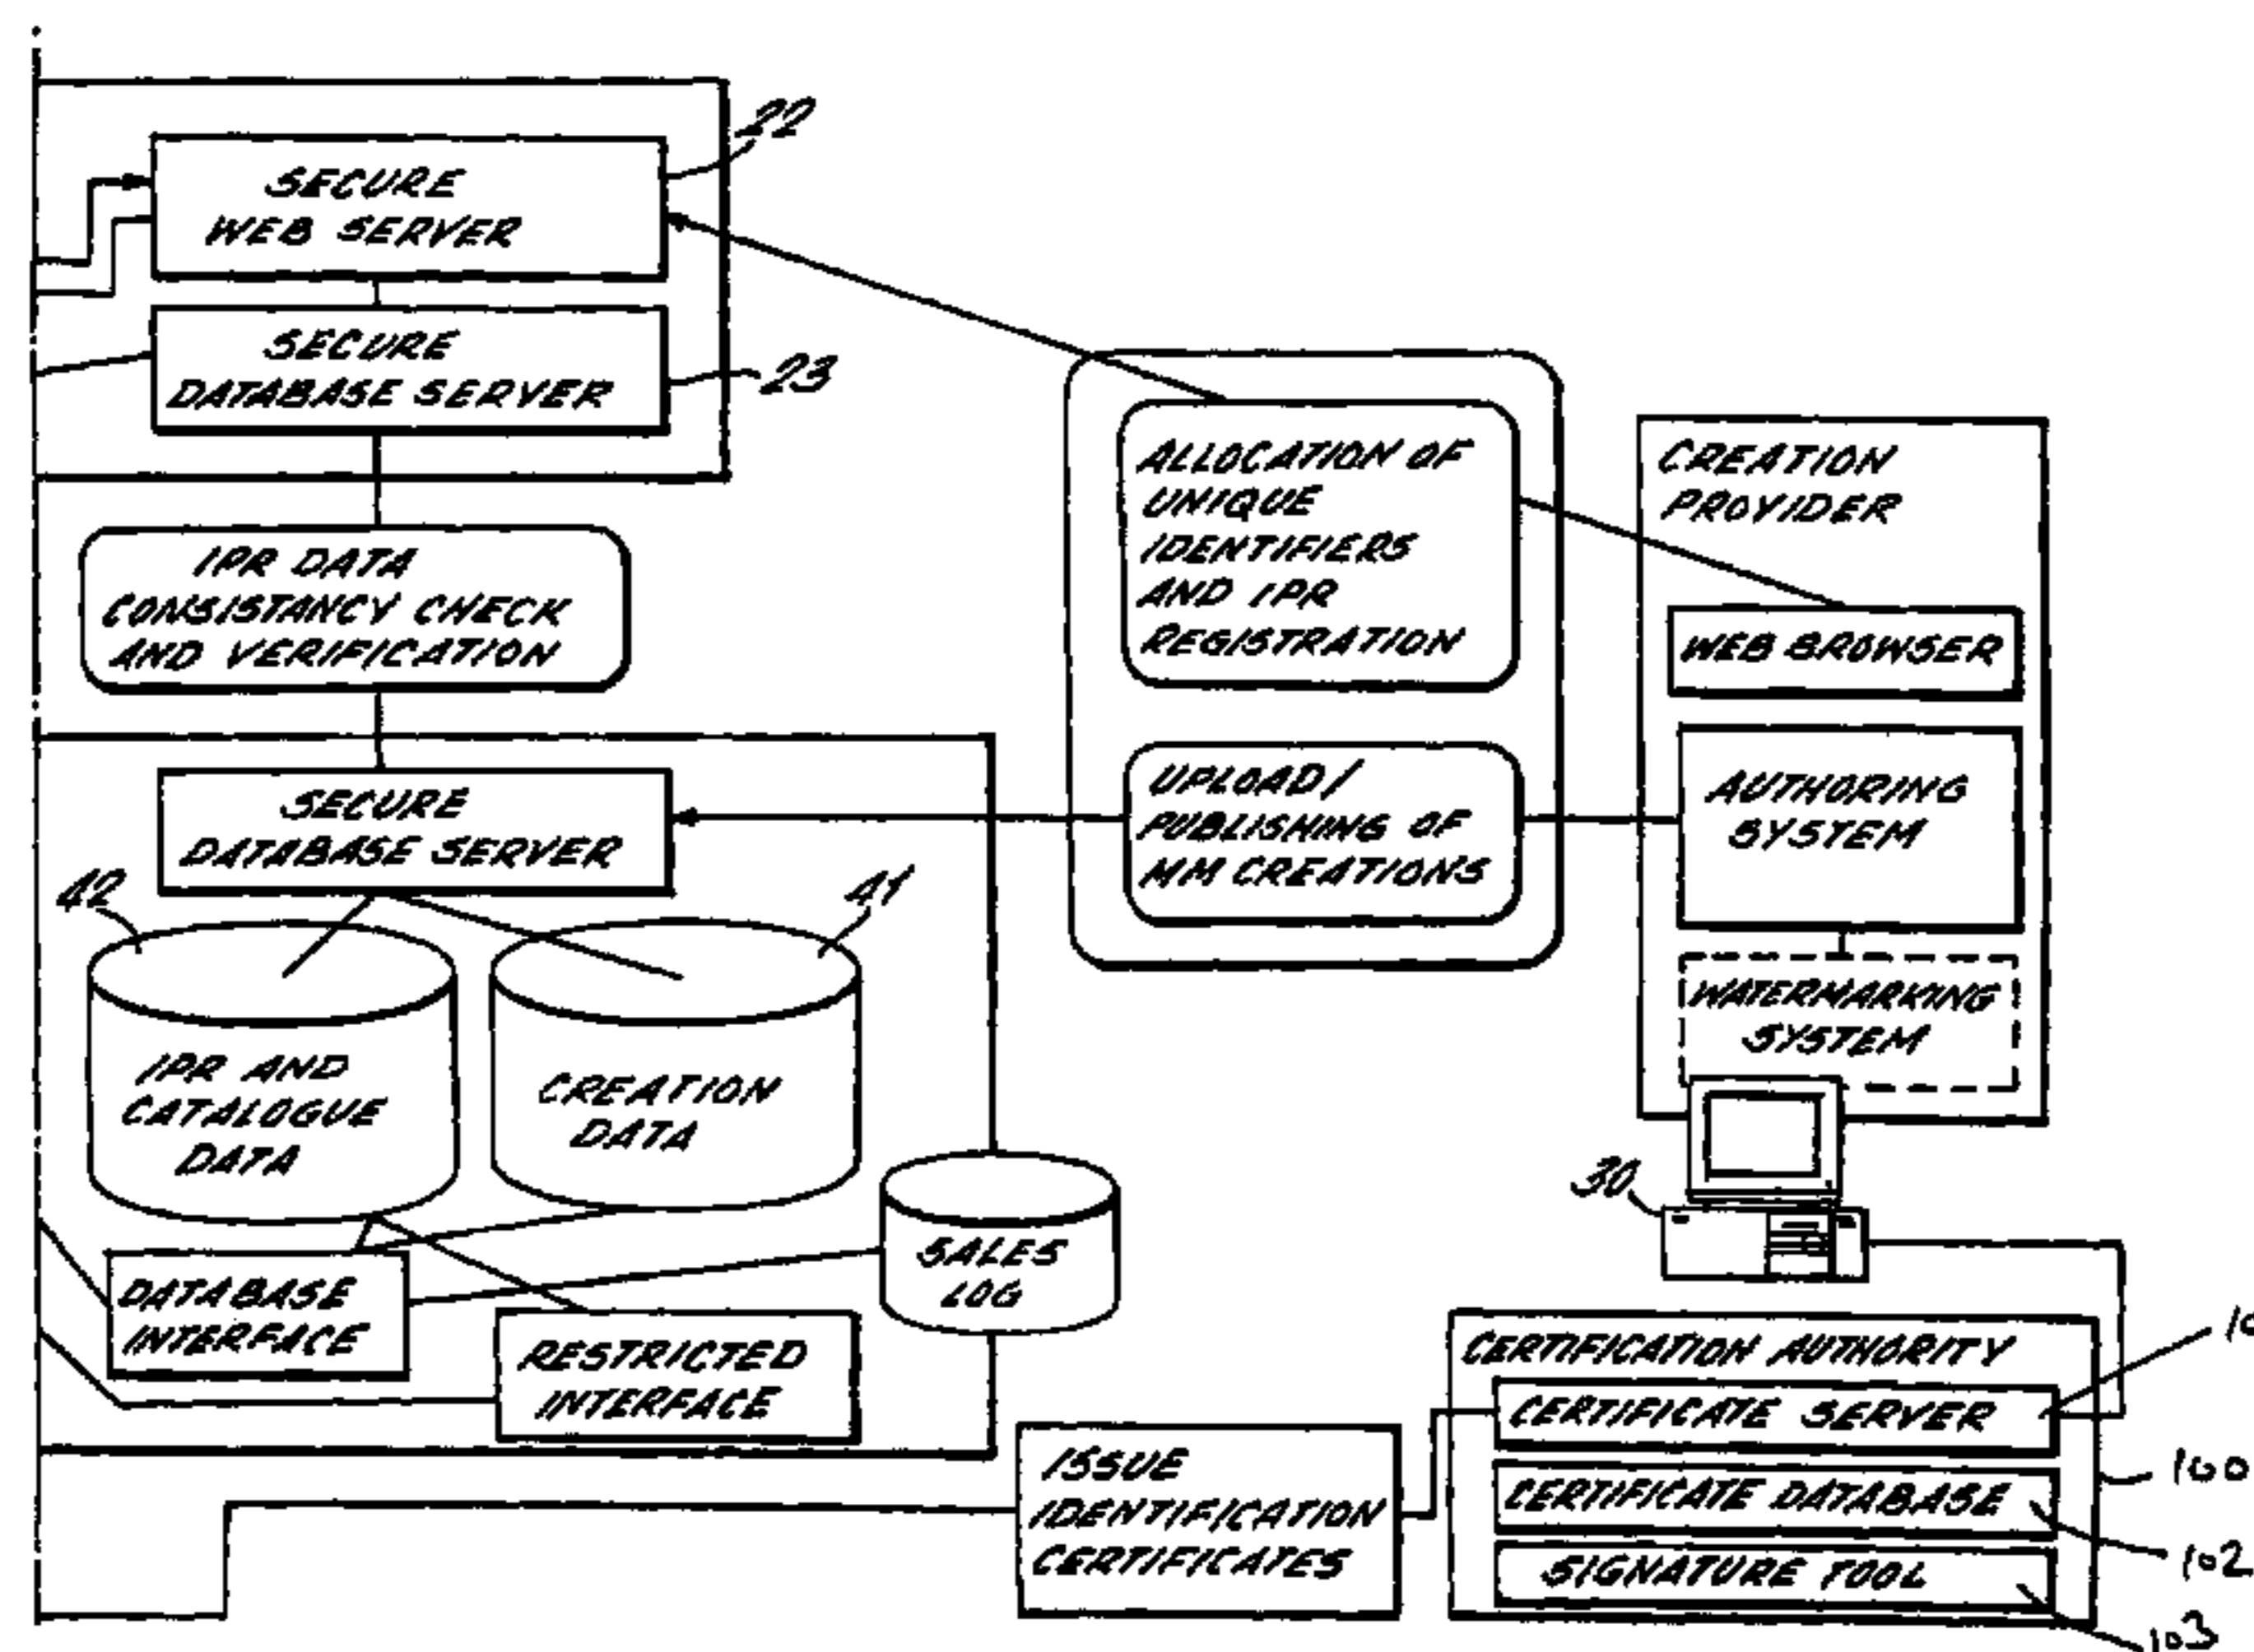 22
SECURE
WEB SERVER
SECURE
DATABASE SERVER
23
IPR DATA
CONSISTANCY CHECK
AND VERIFICATION
ALLOCATION OF
UNIQUE
IDENTIFIERS
AND IPR
REGISTRATION
CREATION
PROVIDER
WEB BROWSER
SECURE
DATABASE SERVER
UPLOAD/
PUBLISHING OF
MM CREATIONS
AUTHORING
SYSTEM
WATERMARKING
SYSTEM
42
41
IPR AND
CATALOGUE
DATA
CREATION
DATA
SALES
LOG
30
DATABASE
INTERFACE
RESTRICTED
INTERFACE
CERTIFICATION AUTHORITY
CERTIFICATE SERVER
CERTIFICATE DATABASE
SIGNATURE TOOL
100
102
103
ISSUE
IDENTIFICATION
CERTIFICATES